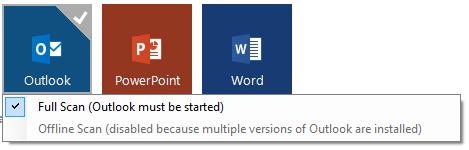 Outlook PowerPoint Word
Full Scan (Outlook must be started)
Offline Scan (disabled because multiple versions of Outlook are installed)